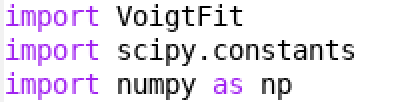 import VoigtFit
import scipy.constants
import numpy as np